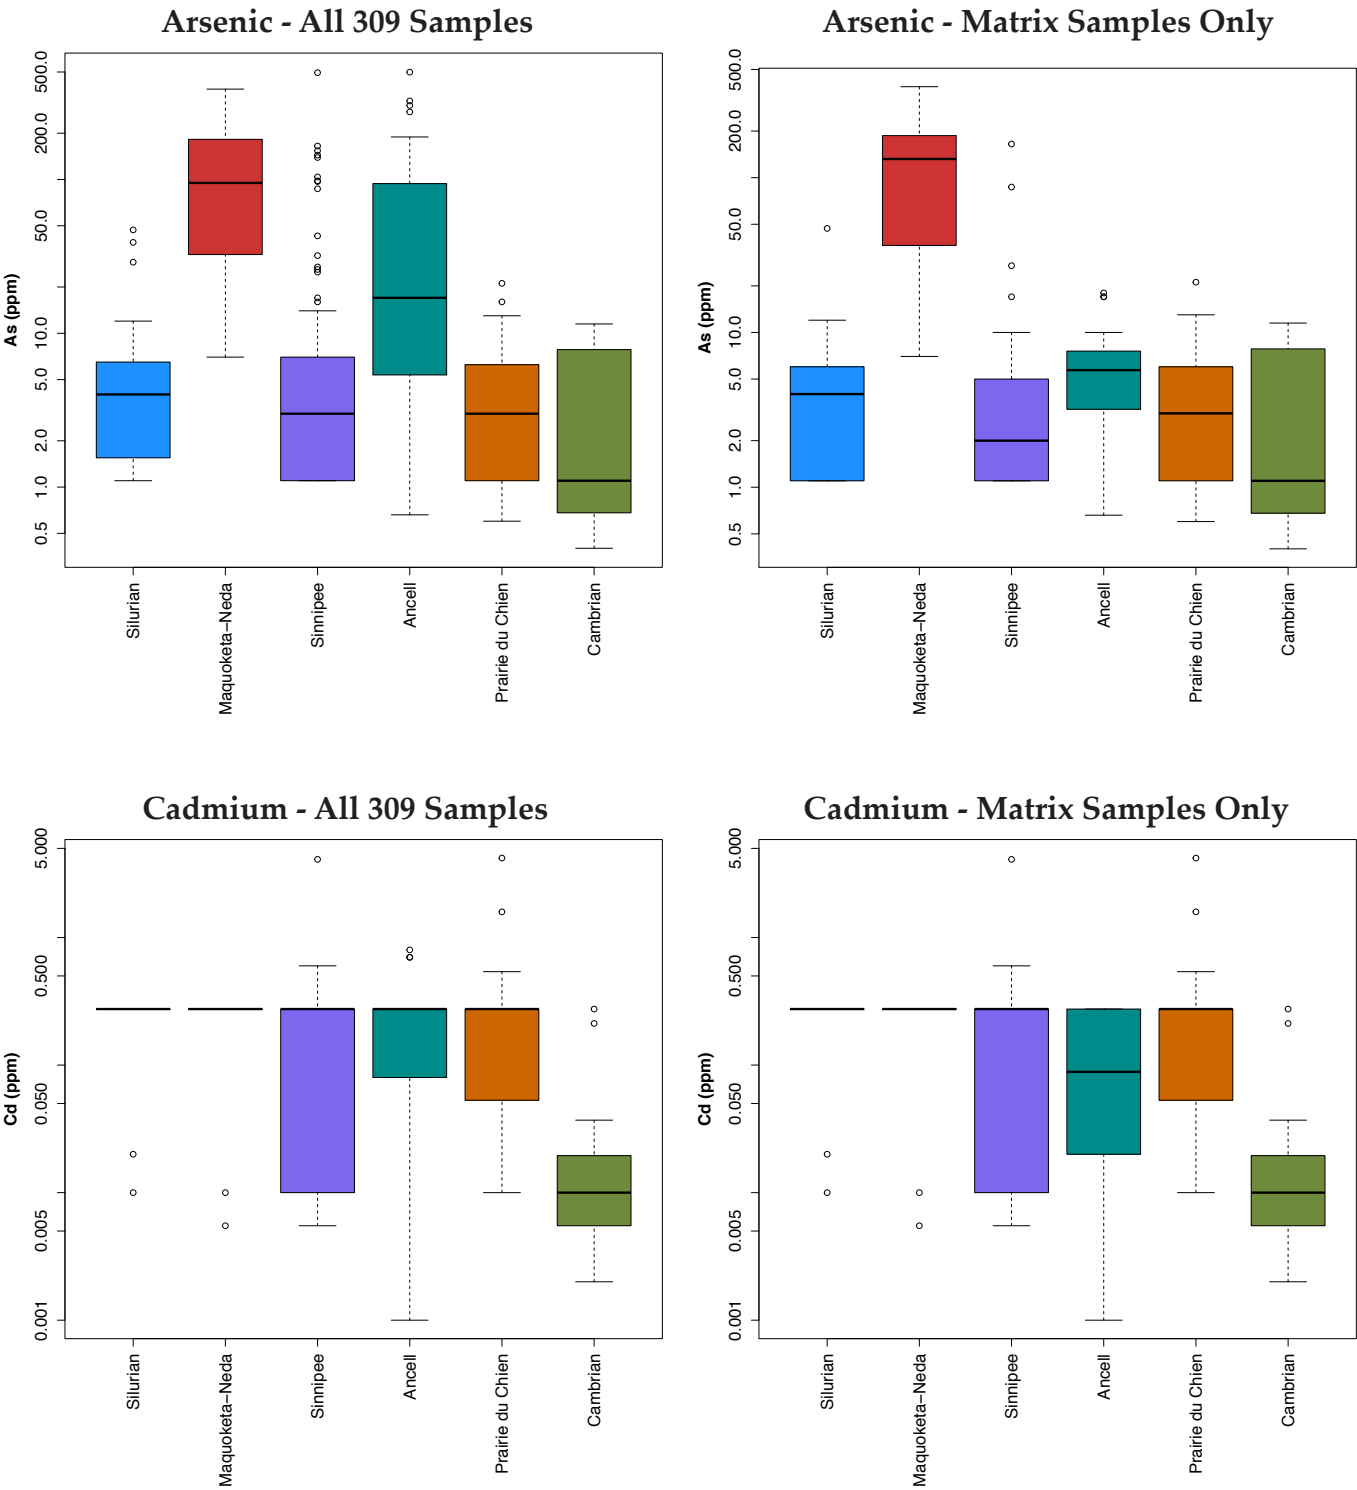 Arsenic - All 309 Samples
As (ppm)
500.0
200.0
50.0
10.0
5.0
2.0
1.0
0.5
Silurian
Maquoketa–Neda
Sinnipee
Ancell
Prairie du Chien
Cambrian
Arsenic - Matrix Samples Only
As (ppm)
500.0
200.0
50.0
10.0
5.0
2.0
1.0
0.5
Silurian
Maquoketa–Neda
Sinnipee
Ancell
Prairie du Chien
Cambrian
Cadmium - All 309 Samples
Cd (ppm)
5.000
0.500
0.050
0.005
0.001
Silurian
Maquoketa–Neda
Sinnipee
Ancell
Prairie du Chien
Cambrian
Cadmium - Matrix Samples Only
Cd (ppm)
5.000
0.500
0.050
0.005
0.001
Silurian
Maquoketa–Neda
Sinnipee
Ancell
Prairie du Chien
Cambrian